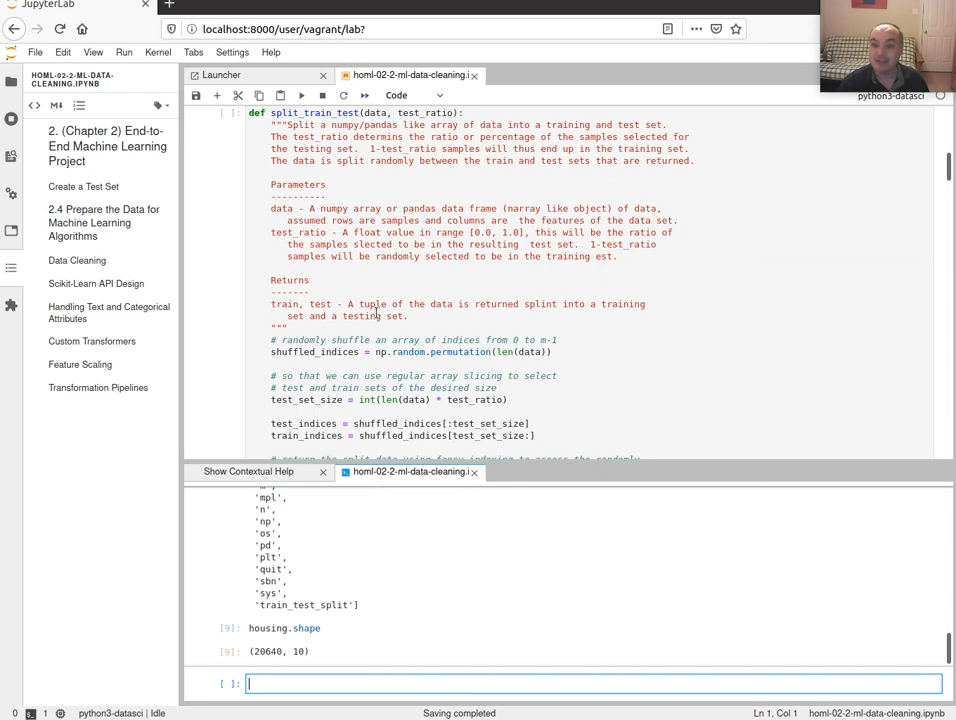 JupyterLab
localhost:8000/user/vagrant/lab?
File Edit View Run Kernel Tabs Settings Help
HOML-02-2-ML-DATA-
CLEANING.IPYNB
2. (Chapter 2) End-to-
End Machine Learning
Project
Create a Test Set
2.4 Prepare the Data for
Machine Learning
Algorithms
Data Cleaning
Scikit-Learn API Design
Handling Text and Categorical
Attributes
Custom Transformers
Feature Scaling
Transformation Pipelines
Launcher
homl-02-2-ml-data-cleaning.i
Code
python3-datasci
[ ]: def split_train_test(data, test_ratio):
"""Split a numpy/pandas like array of data into a training and test set.
The test_ratio determines the ratio or percentage of the samples selected for
the testing set.  1-test_ratio samples will thus end up in the training set.
The data is split randomly between the train and test sets that are returned.
Parameters
----------
data - A numpy array or pandas data frame (narray like object) of data,
assumed rows are samples and columns are  the features of the data set.
test_ratio - A float value in range [0.0, 1.0], this will be the ratio of
the samples slected to be in the resulting  test set.  1-test_ratio
samples will be randomly selected to be in the training est.
Returns
-------
train, test - A tuple of the data is returned splint into a training
set and a testing set.
"""
# randomly shuffle an array of indices from 0 to m-1
shuffled_indices = np.random.permutation(len(data))
# so that we can use regular array slicing to select
# test and train sets of the desired size
test_set_size = int(len(data) * test_ratio)
test_indices = shuffled_indices[:test_set_size]
train_indices = shuffled_indices[test_set_size:]
# return the split data using fancy indexing to access the randomly
Show Contextual Help
homl-02-2-ml-data-cleaning.i
'mpl',
'n',
'np',
'os',
'pd',
'plt',
'quit',
'sbn',
'sys',
'train_test_split']
[9]: housing.shape
[9]: (20640, 10)
[ ]:
0 1 python3-datasci | Idle
Saving completed
Ln 1, Col 1 homl-02-2-ml-data-cleaning.ipynb